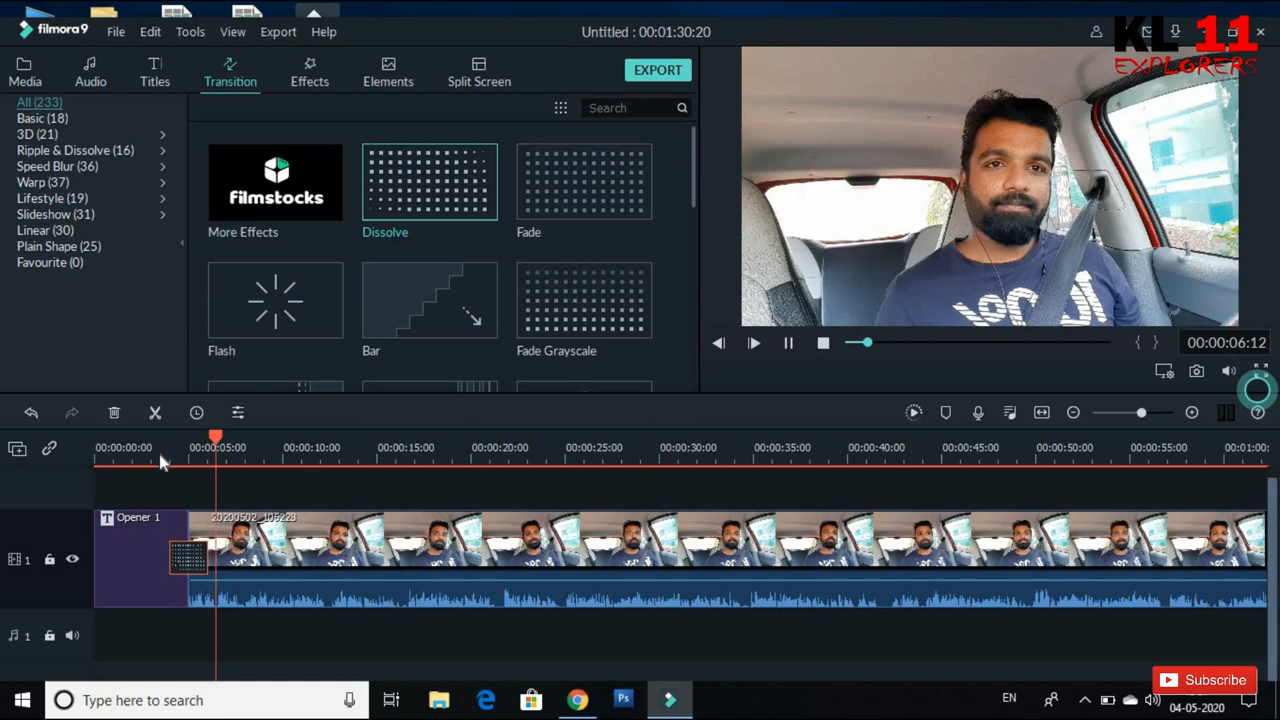 filmora 9
File
Edit
Tools
View
Export
Help
Untitled : 00:01:30:20
KL 11
EXPLORERS
Media
Audio
Titles
Transition
Effects
Elements
Split Screen
EXPORT
All (233)
Basic (18)
3D (21)
Ripple & Dissolve (16)
Speed Blur (36)
Warp (37)
Lifestyle (19)
Slideshow (31)
Linear (30)
Plain Shape (25)
Favourite (0)
Search
filmstocks
More Effects
Dissolve
Fade
Flash
Bar
Fade Grayscale
00:00:06:12
00:00:00:00
00:00:05:00
00:00:10:00
00:00:15:00
00:00:20:00
00:00:25:00
00:00:30:00
00:00:35:00
00:00:40:00
00:00:45:00
00:00:50:00
00:00:55:00
00:01:00:
T Opener 1
20200502_105228
1
1
Subscribe
Type here to search
Ps
EN
04-05-2020